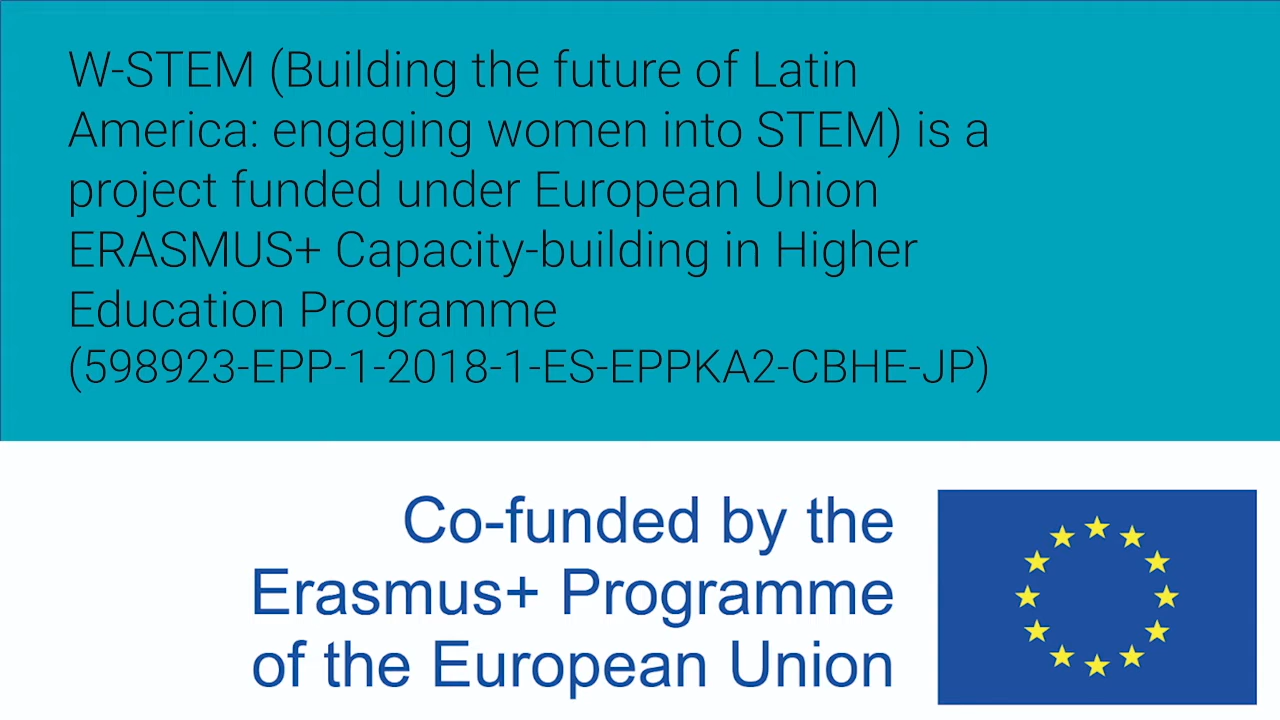 W-STEM (Building the future of Latin
America: engaging women into STEM) is a
project funded under European Union
ERASMUS+ Capacity-building in Higher
Education Programme
(598923-EPP-1-2018-1-ES-EPPKA2-CBHE-JP)
Co-funded by the
Erasmus+ Programme
of the European Union